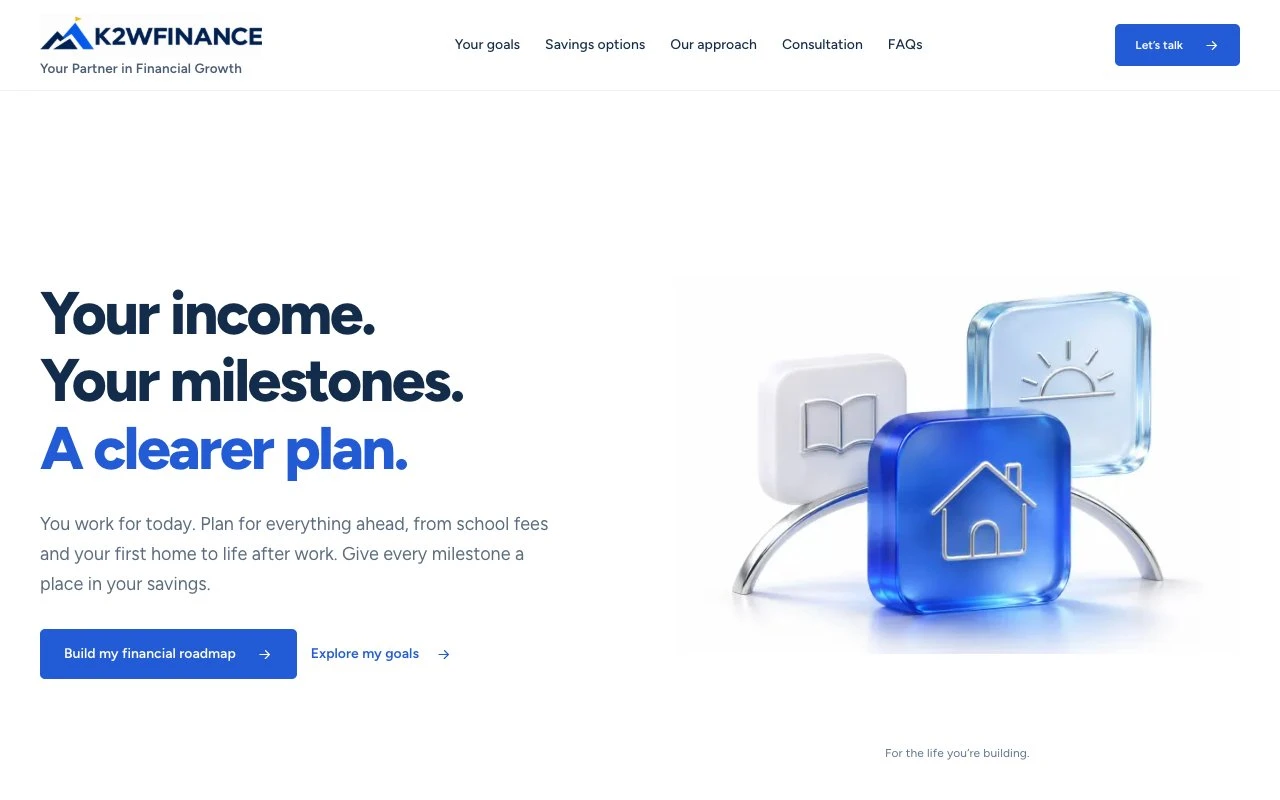 K2WFINANCE
Your Partner in Financial Growth
Your goals
Savings options
Our approach
Consultation
FAQs
Let's talk →
Your income.
Your milestones.
A clearer plan.
You work for today. Plan for everything ahead, from school fees
and your first home to life after work. Give every milestone a
place in your savings.
Build my financial roadmap →
Explore my goals →
For the life you're building.